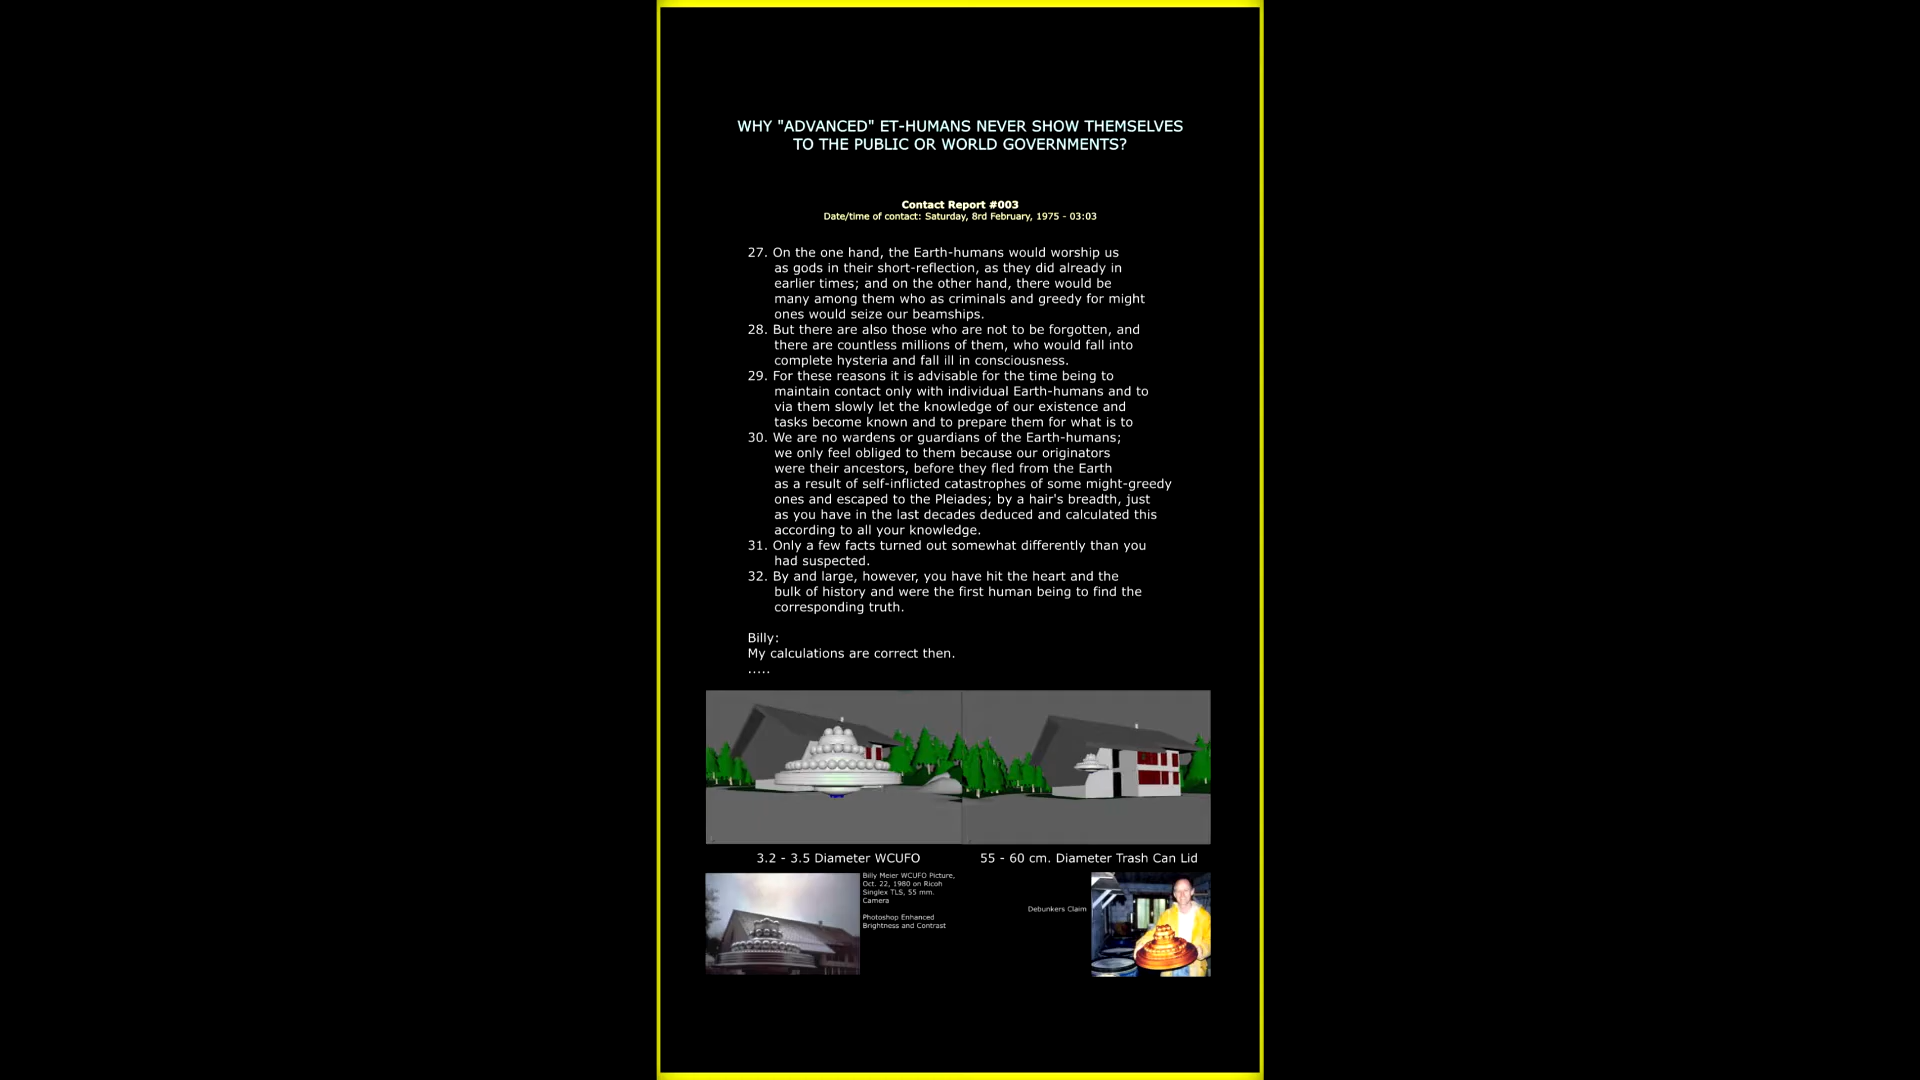 WHY "ADVANCED" ET-HUMANS NEVER SHOW THEMSELVES
TO THE PUBLIC OR WORLD GOVERNMENTS?
Contact Report #003
Date/time of contact: Saturday, 8rd February, 1975 - 03:03
27. On the one hand, the Earth-humans would worship us
as gods in their short-reflection, as they did already in
earlier times; and on the other hand, there would be
many among them who as criminals and greedy for might
ones would seize our beamships.
28. But there are also those who are not to be forgotten, and
there are countless millions of them, who would fall into
complete hysteria and fall ill in consciousness.
29. For these reasons it is advisable for the time being to
maintain contact only with individual Earth-humans and to
via them slowly let the knowledge of our existence and
tasks become known and to prepare them for what is to
30. We are no wardens or guardians of the Earth-humans;
we only feel obliged to them because our originators
were their ancestors, before they fled from the Earth
as a result of self-inflicted catastrophes of some might-greedy
ones and escaped to the Pleiades; by a hair's breadth, just
as you have in the last decades deduced and calculated this
according to all your knowledge.
31. Only a few facts turned out somewhat differently than you
had suspected.
32. By and large, however, you have hit the heart and the
bulk of history and were the first human being to find the
corresponding truth.
Billy:
My calculations are correct then.
.....
3.2 - 3.5 Diameter WCUFO
55 - 60 cm. Diameter Trash Can Lid
Billy Meier WCUFO Picture,
Oct. 22, 1980 on Ricoh
Singlex TLS, 55 mm.
Camera
Photoshop Enhanced
Brightness and Contrast
Debunkers Claim